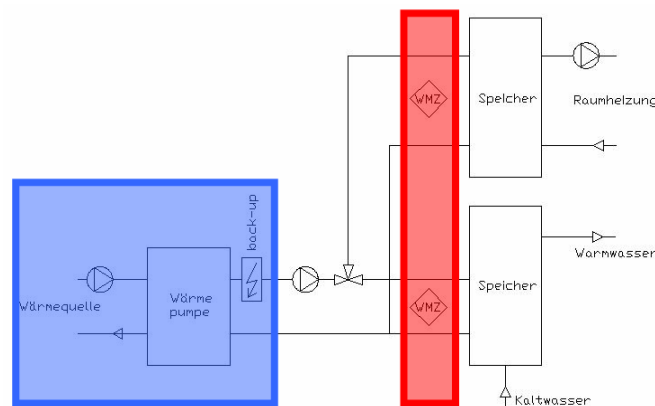 WMZ
Speicher
Raumheizung
back-up
Warmwasser
Wärmequelle
Wärme
pumpe
Speicher
WMZ
Kaltwasser